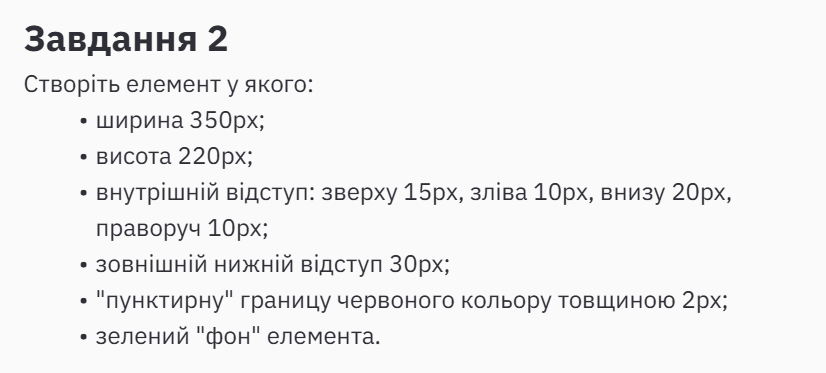 Завдання 2
Створіть елемент у якого:
• ширина 350px;
• висота 220px;
• внутрішній відступ: зверху 15px, зліва 10px, внизу 20px,
праворуч 10px;
• зовнішній нижній відступ 30px;
• "пунктирну" границу червоного кольору товщиною 2px;
• зелений "фон" елемента.